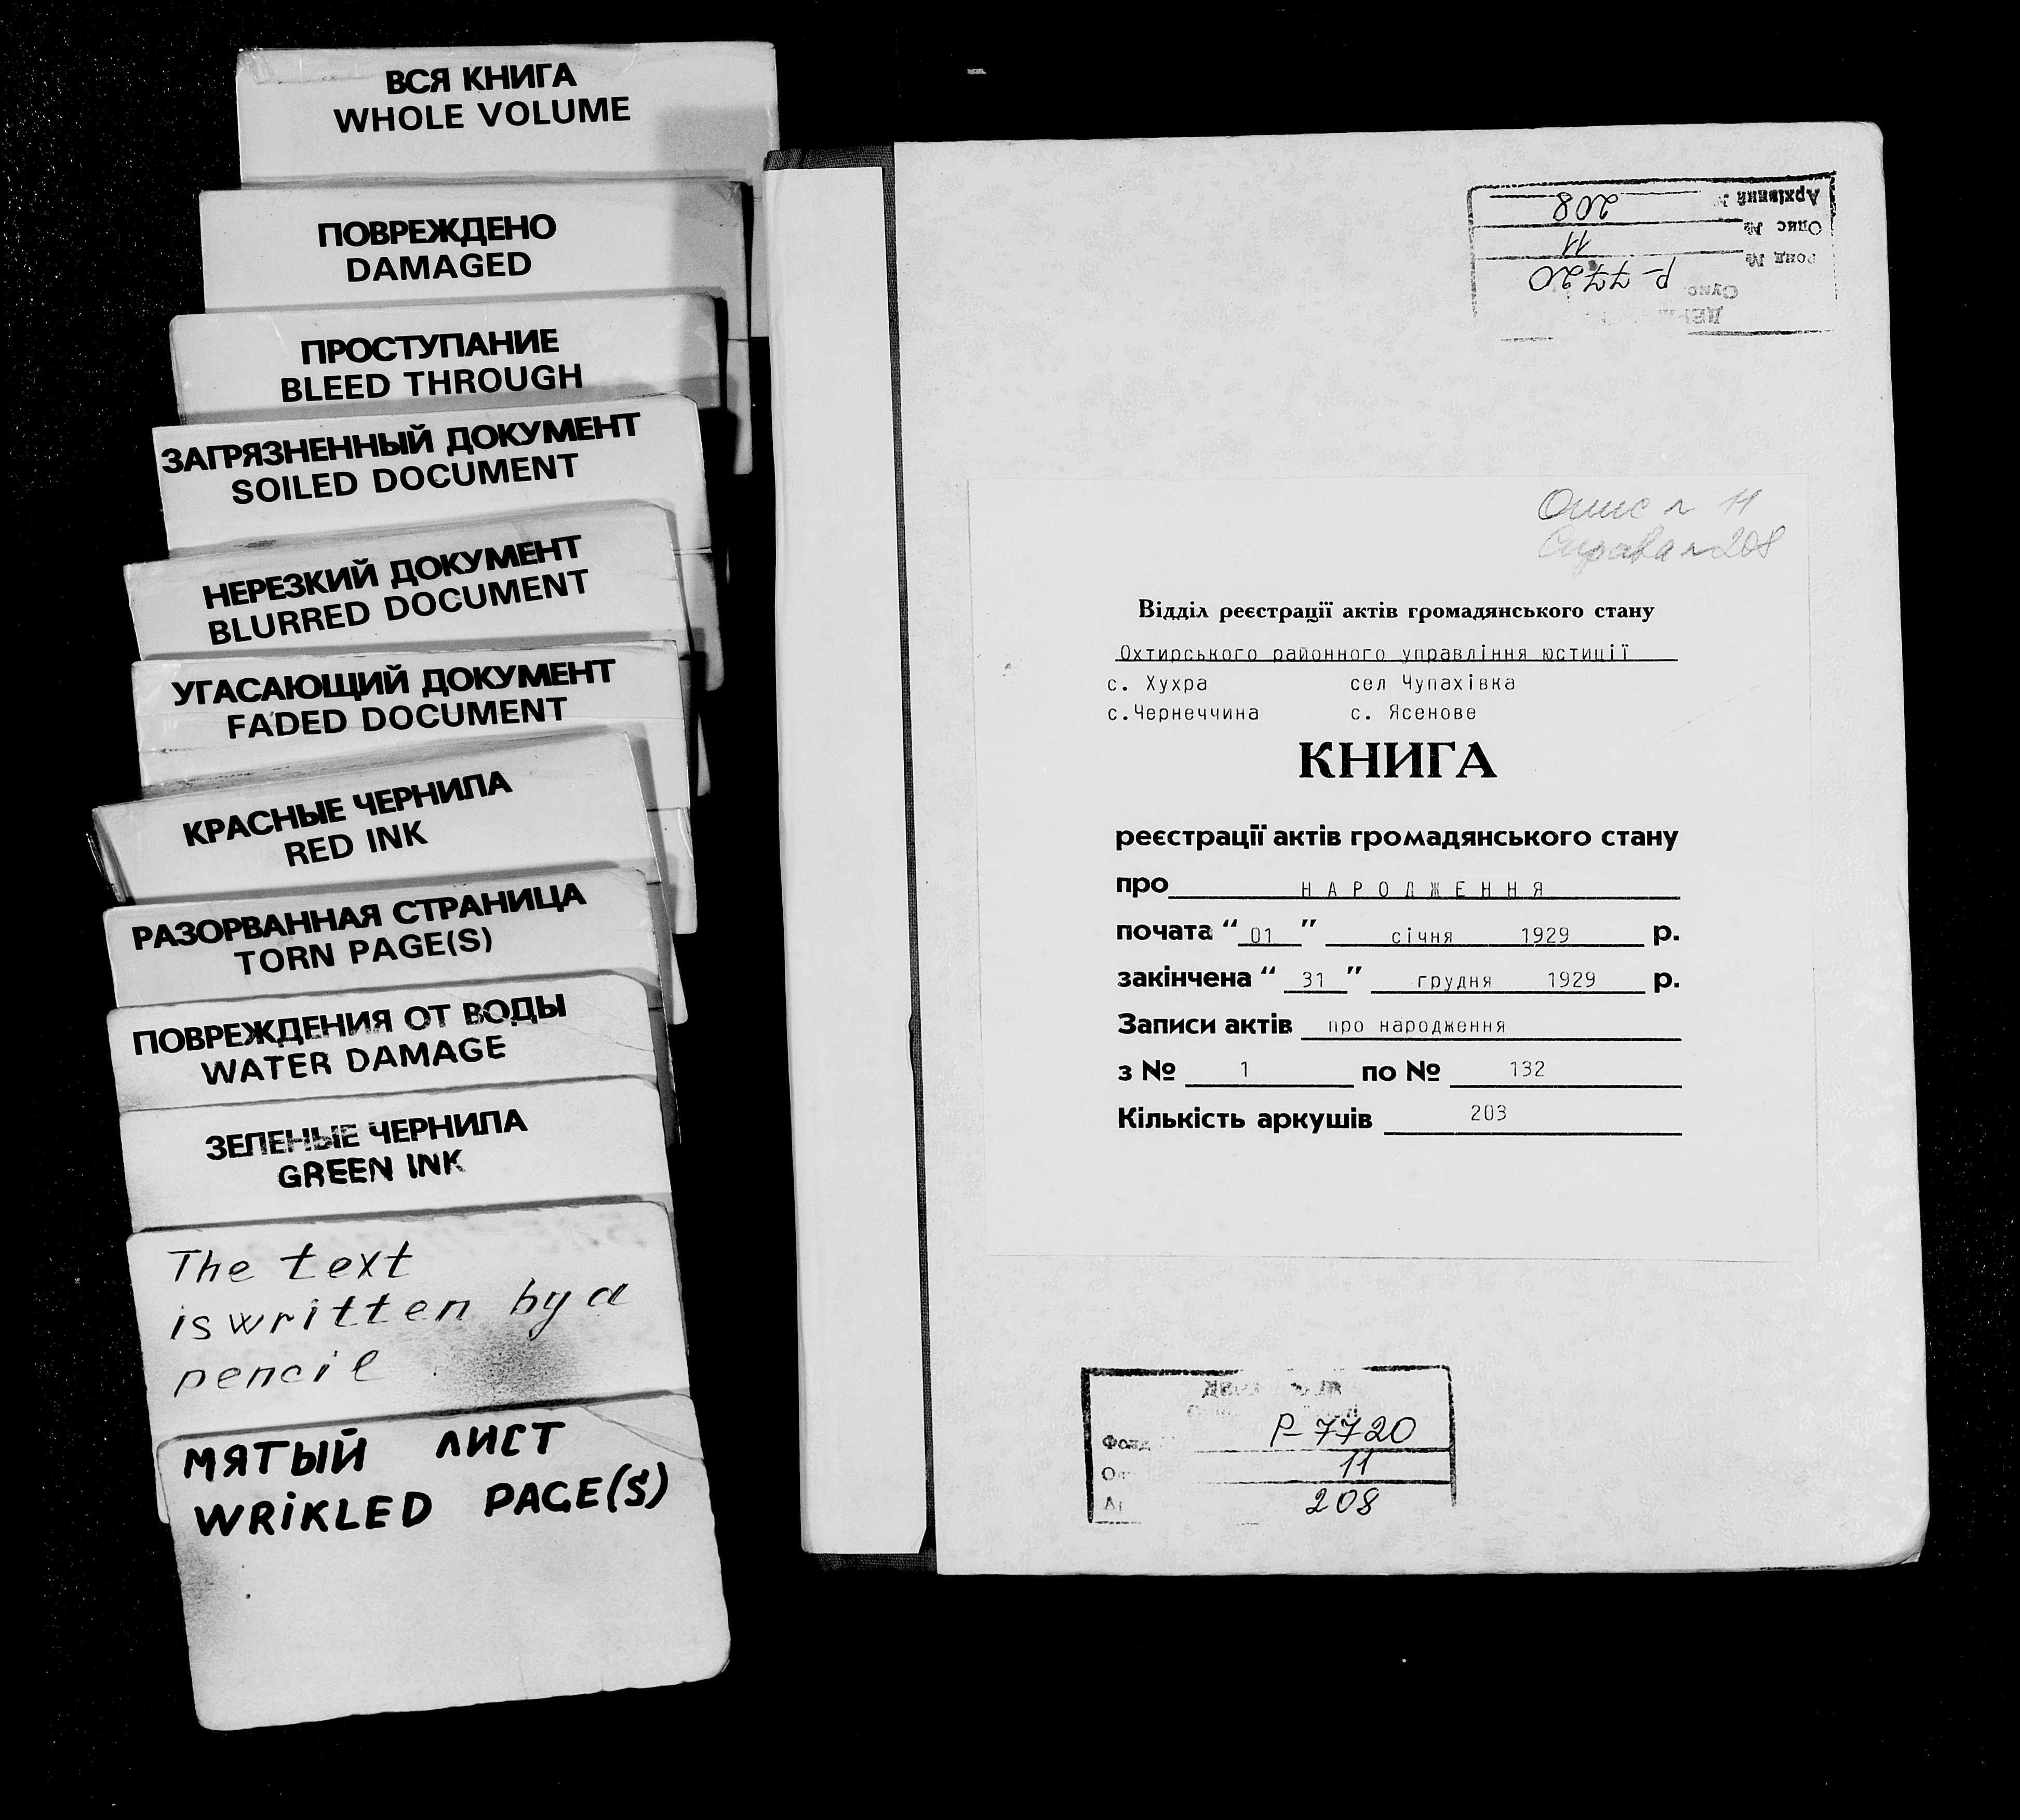 ВСЯ КНИГА
WHOLE VOLUME
ПОВРЕЖДЕНО
DAMAGED
ПРОСТУПАНИЕ
BLEED THROUGH
ЗАГРЯЗНЕННЫЙ ДОКУМЕНТ
SOILED DOCUMENT
НЕРЕЗКИЙ ДОКУМЕНТ
BLURRED DOCUMENT
УГАСАЮЩИЙ ДОКУМЕНТ
FADED DOCUMENT
КРАСНЫЕ ЧЕРНИЛА
RED INK
РАЗОРВАННАЯ СТРАНИЦА
TORN PAGE(S)
ПОВРЕЖДЕНИЯ ОТ ВОДЫ
WATER DAMAGE
ЗЕЛЕНЫЕ ЧЕРНИЛА
GREEN INK
The text
is written by a
pencil
МЯТЫЙ ЛИСТ
WRiKLED PAGE(S)
Р-7720
Опис № 11
Архівний № 208
Опис № 11
Справа № 208
Відділ реєстрації актів громадянського стану
Охтирського районного управління юстиції
с. Хухра сел Чупахівка
с.Чернеччина с. Ясенове
КНИГА
реєстрації актів громадянського стану
про НАРОДЖЕННЯ
почата “ 01 ” січня 1929 р.
закінчена “ 31 ” грудня 1929 р.
Записи актів про народження
з № 1 по № 132
Кількість аркушів 203
Фонд Р-7720
11
208